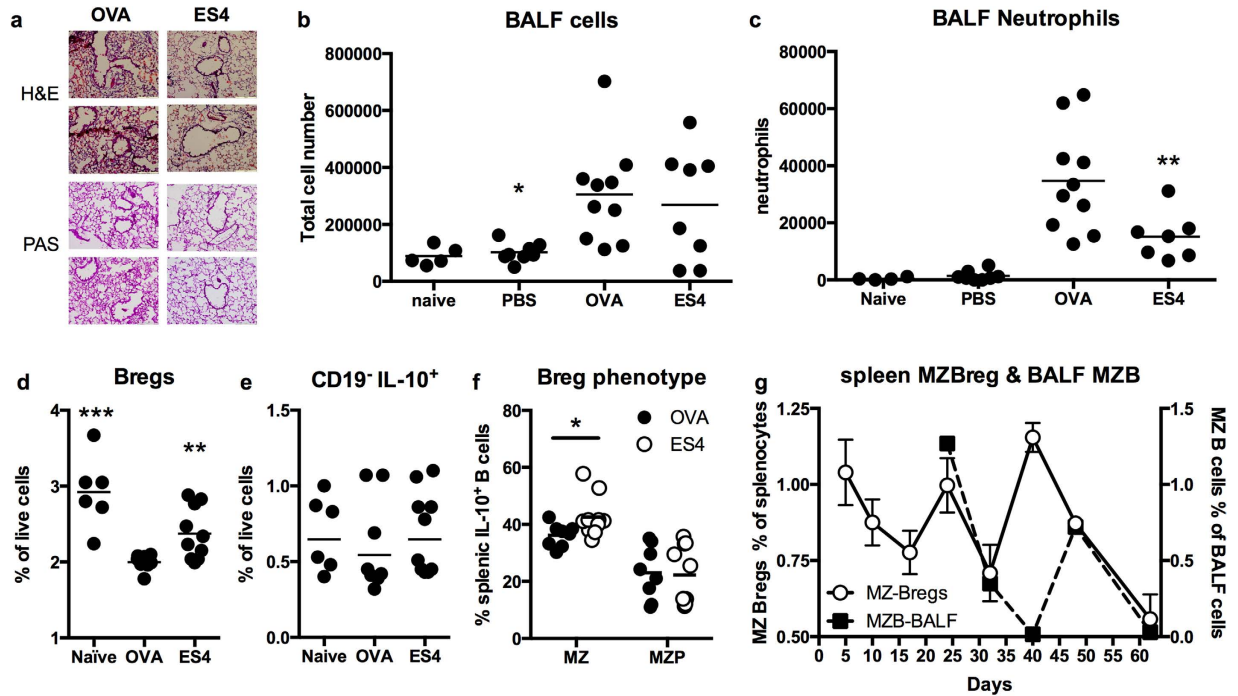 a
OVA ES4
H&E
PAS
b
BALF cells
Total cell number
800000
600000
400000
200000
0
*
naive PBS OVA ES4
c
BALF Neutrophils
neutrophils
80000
60000
40000
20000
0
**
Naive PBS OVA ES4
d
Bregs
% of live cells
4
3
2
1
***
**
Naïve OVA ES4
e
CD19- IL-10+
% of live cells
1.5
1.0
0.5
0.0
Naive OVA ES4
f
Breg phenotype
% splenic IL-10+ B cells
80
60
40
20
0
*
OVA
ES4
MZ MZP
g
spleen MZBreg & BALF MZB
MZBregs % of splenocytes
1.25
1.00
0.75
0.50
MZ-Bregs
MZB-BALF
1.5
1.0
0.5
0.0
MZB cells % of BALF cells
0 5 10 15 20 25 30 35 40 45 50 55 60
Days